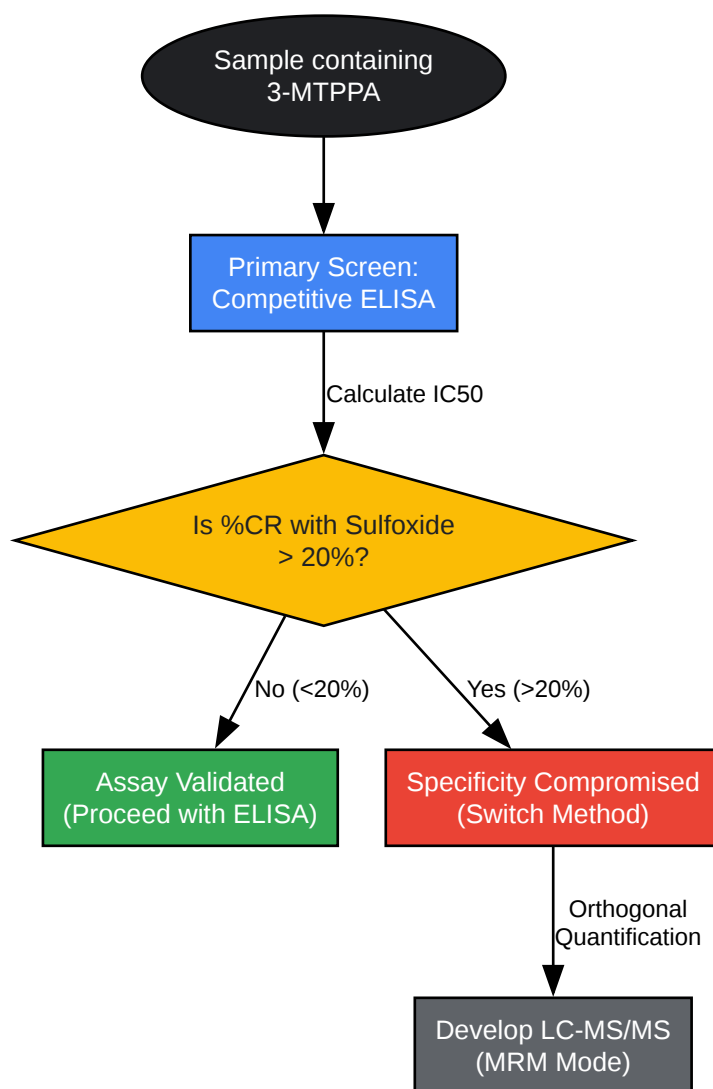 Sample containing
3-MTPPA
Primary Screen:
Competitive ELISA
Calculate IC50
Is %CR with Sulfoxide
> 20%?
No (<20%)
Yes (>20%)
Assay Validated
(Proceed with ELISA)
Specificity Compromised
(Switch Method)
Orthogonal
Quantification
Develop LC-MS/MS
(MRM Mode)